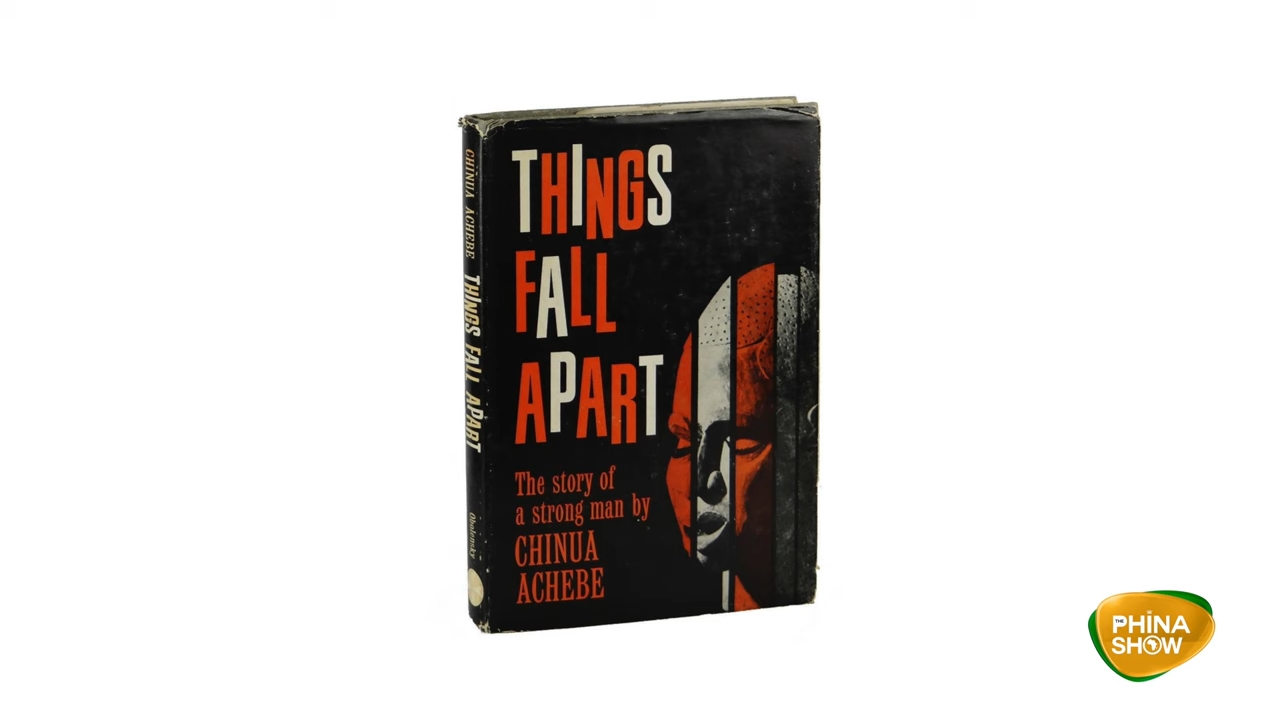 THINGS
FALL
APART
The story of
a strong man by
CHINUA
ACHEBE
CHINUA ACHEBE THINGS FALL APART Obolensky
THE
PHINA
SHOW